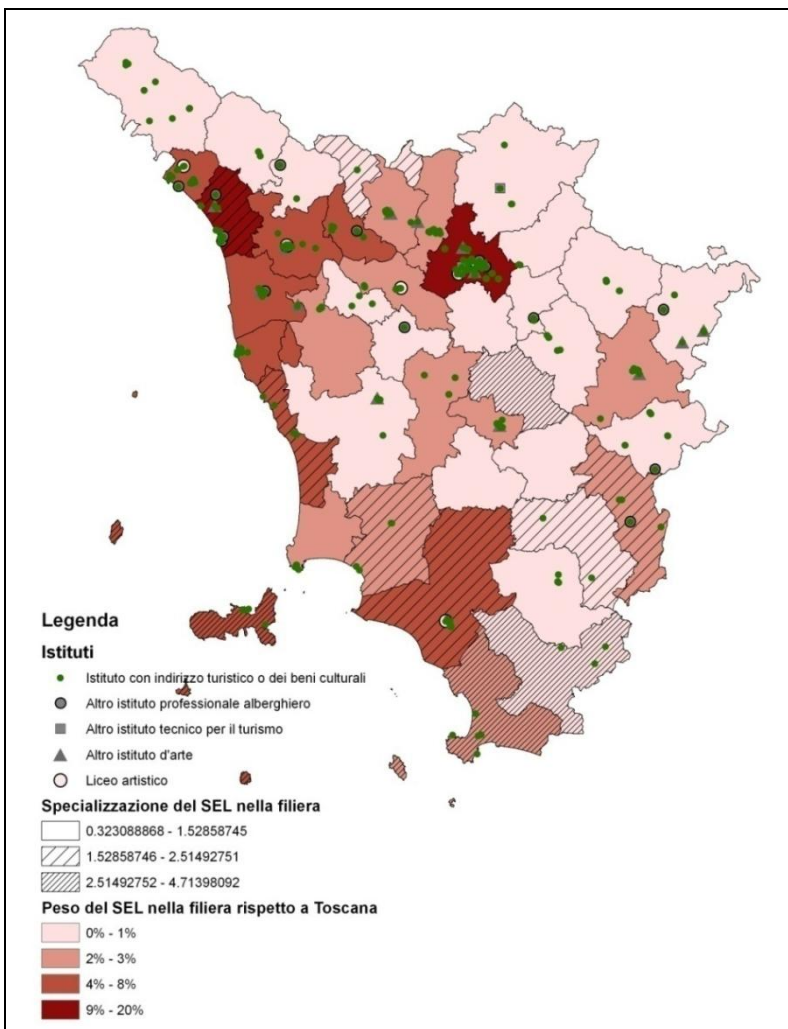 Legenda
Istituti
Istituto con indirizzo turistico o dei beni culturali
Altro istituto professionale alberghiero
Altro istituto tecnico per il turismo
Altro istituto d'arte
Liceo artistico
Specializzazione del SEL nella filiera
0.323088868 - 1.52858745
1.52858746 - 2.51492751
2.51492752 - 4.71398092
Peso del SEL nella filiera rispetto a Toscana
0% - 1%
2% - 3%
4% - 8%
9% - 20%